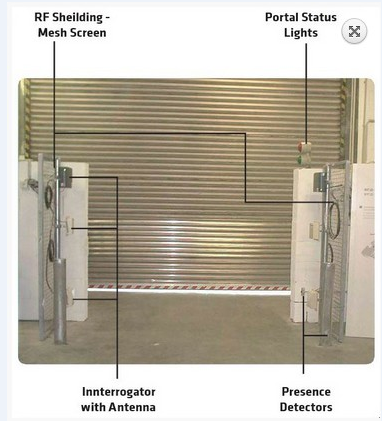 RF Sheilding -
Mesh Screen
Portal Status
Lights
Innterrogator
with Antenna
Presence
Detectors